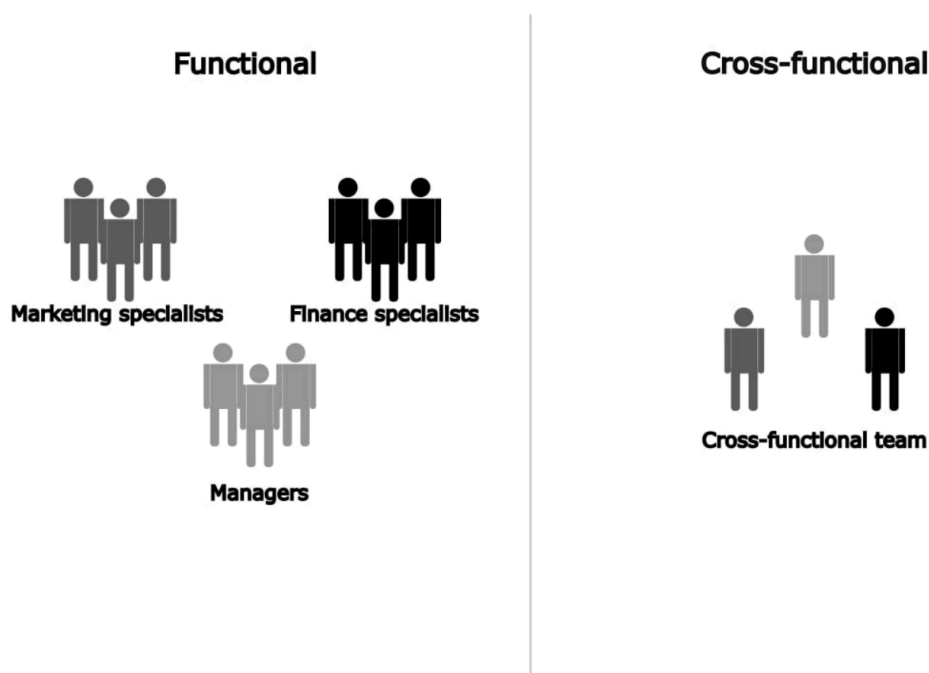 Functional
Cross-functional
Marketing specialists
Finance specialists
Managers
Cross-functional team